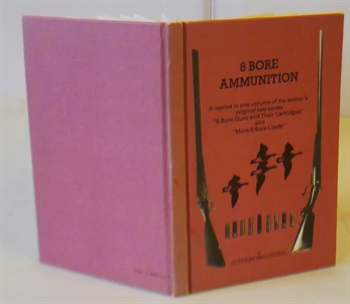 8 BORE
AMMUNITION
A reprint in one volume of the author's
original two books
"8 Bore Guns and Their Cartridges"
and
"More 8 Bore Loads"